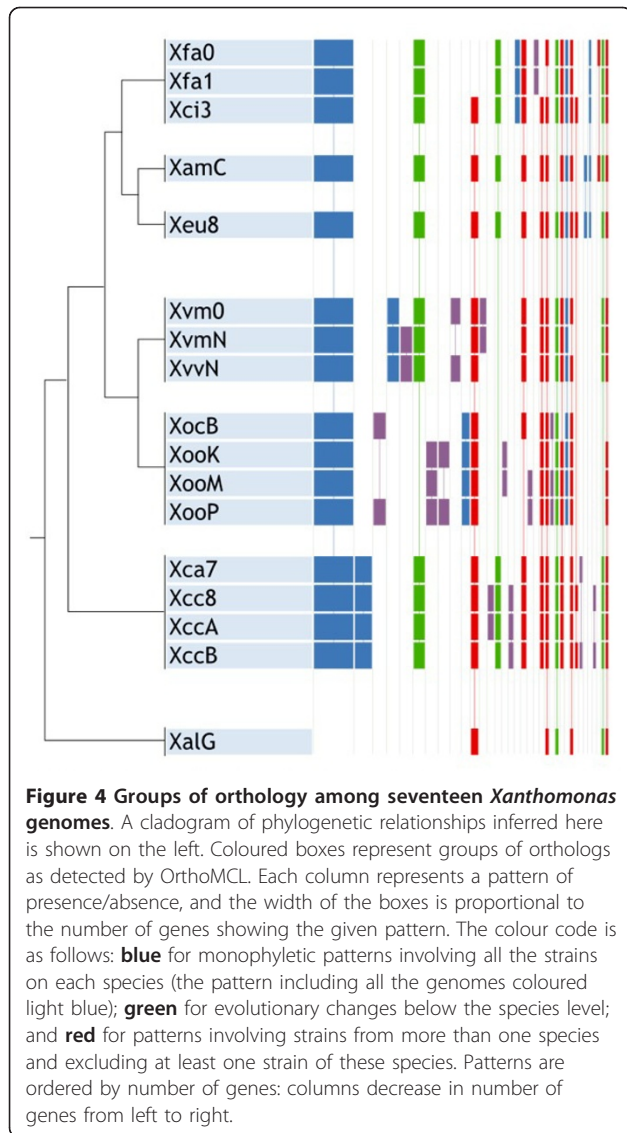 Xfa0
Xfa1
Xci3
XamC
Xeu8
Xvm0
XvmN
XvvN
XocB
XooK
XooM
XooP
Xca7
Xcc8
XccA
XccB
XalG
Figure 4 Groups of orthology among seventeen Xanthomonas
genomes. A cladogram of phylogenetic relationships inferred here
is shown on the left. Coloured boxes represent groups of orthologs
as detected by OrthoMCL. Each column represents a pattern of
presence/absence, and the width of the boxes is proportional to
the number of genes showing the given pattern. The colour code is
as follows: blue for monophyletic patterns involving all the strains
on each species (the pattern including all the genomes coloured
light blue); green for evolutionary changes below the species level;
and red for patterns involving strains from more than one species
and excluding at least one strain of these species. Patterns are
ordered by number of genes: columns decrease in number of
genes from left to right.